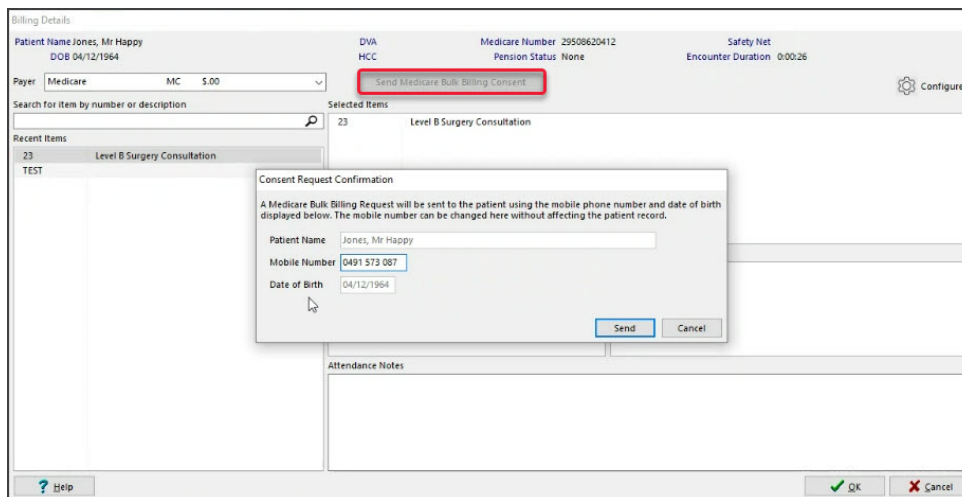 Billing Details
Patient Name Jones, Mr Happy DVA Medicare Number 29508620412 Safety Net
DOB 04/12/1964 HCC Pension Status None Encounter Duration 0:00:26
Payer Medicare MC $.00 Send Medicare Bulk Billing Consent Configure
Search for item by number or description Selected Items
23 Level B Surgery Consultation
Recent Items
23 Level B Surgery Consultation
TEST
Consent Request Confirmation
A Medicare Bulk Billing Request will be sent to the patient using the mobile phone number and date of birth
displayed below. The mobile number can be changed here without affecting the patient record.
Patient Name Jones, Mr Happy
Mobile Number 0491 573 087
Date of Birth 04/12/1964
Send Cancel
Attendance Notes
? Help OK Cancel